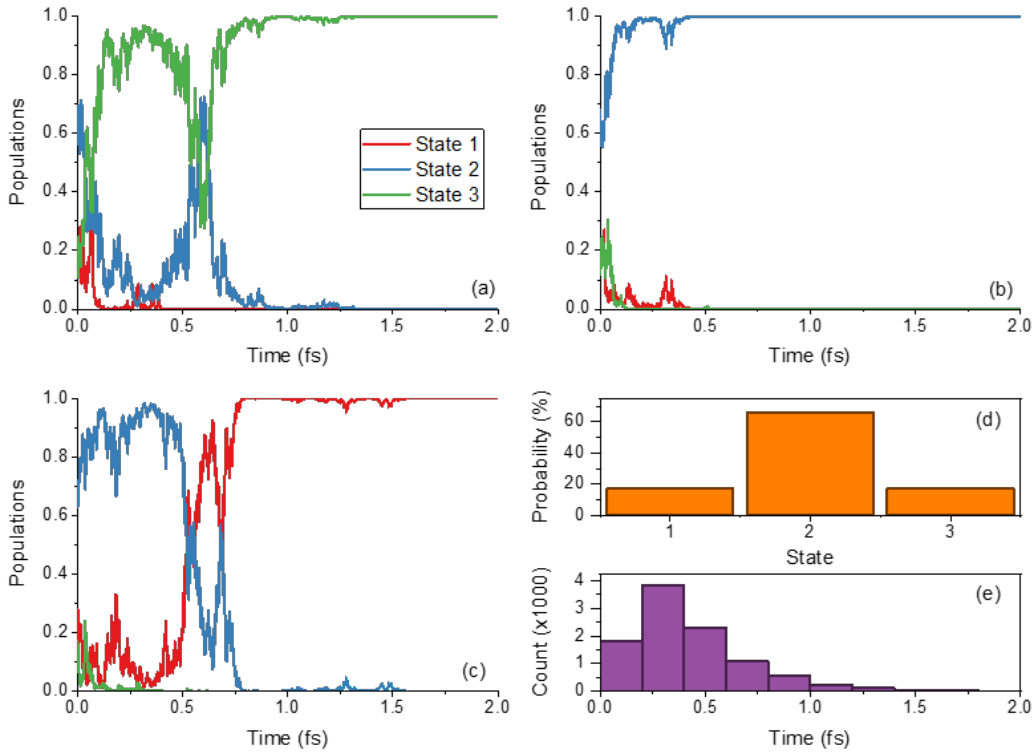 1.0
0.8
0.6
0.4
0.2
0.0
Populations
State 1
State 2
State 3
(a)
0.0 0.5 1.0 1.5 2.0
Time (fs)
1.0
0.8
0.6
0.4
0.2
0.0
Populations
(b)
0.0 0.5 1.0 1.5 2.0
Time (fs)
1.0
0.8
0.6
0.4
0.2
0.0
Populations
(c)
0.0 0.5 1.0 1.5 2.0
Time (fs)
60
40
20
0
Probability (%)
(d)
1 2 3
State
4
3
2
1
0
Count (x1000)
(e)
0.0 0.5 1.0 1.5 2.0
Time (fs)